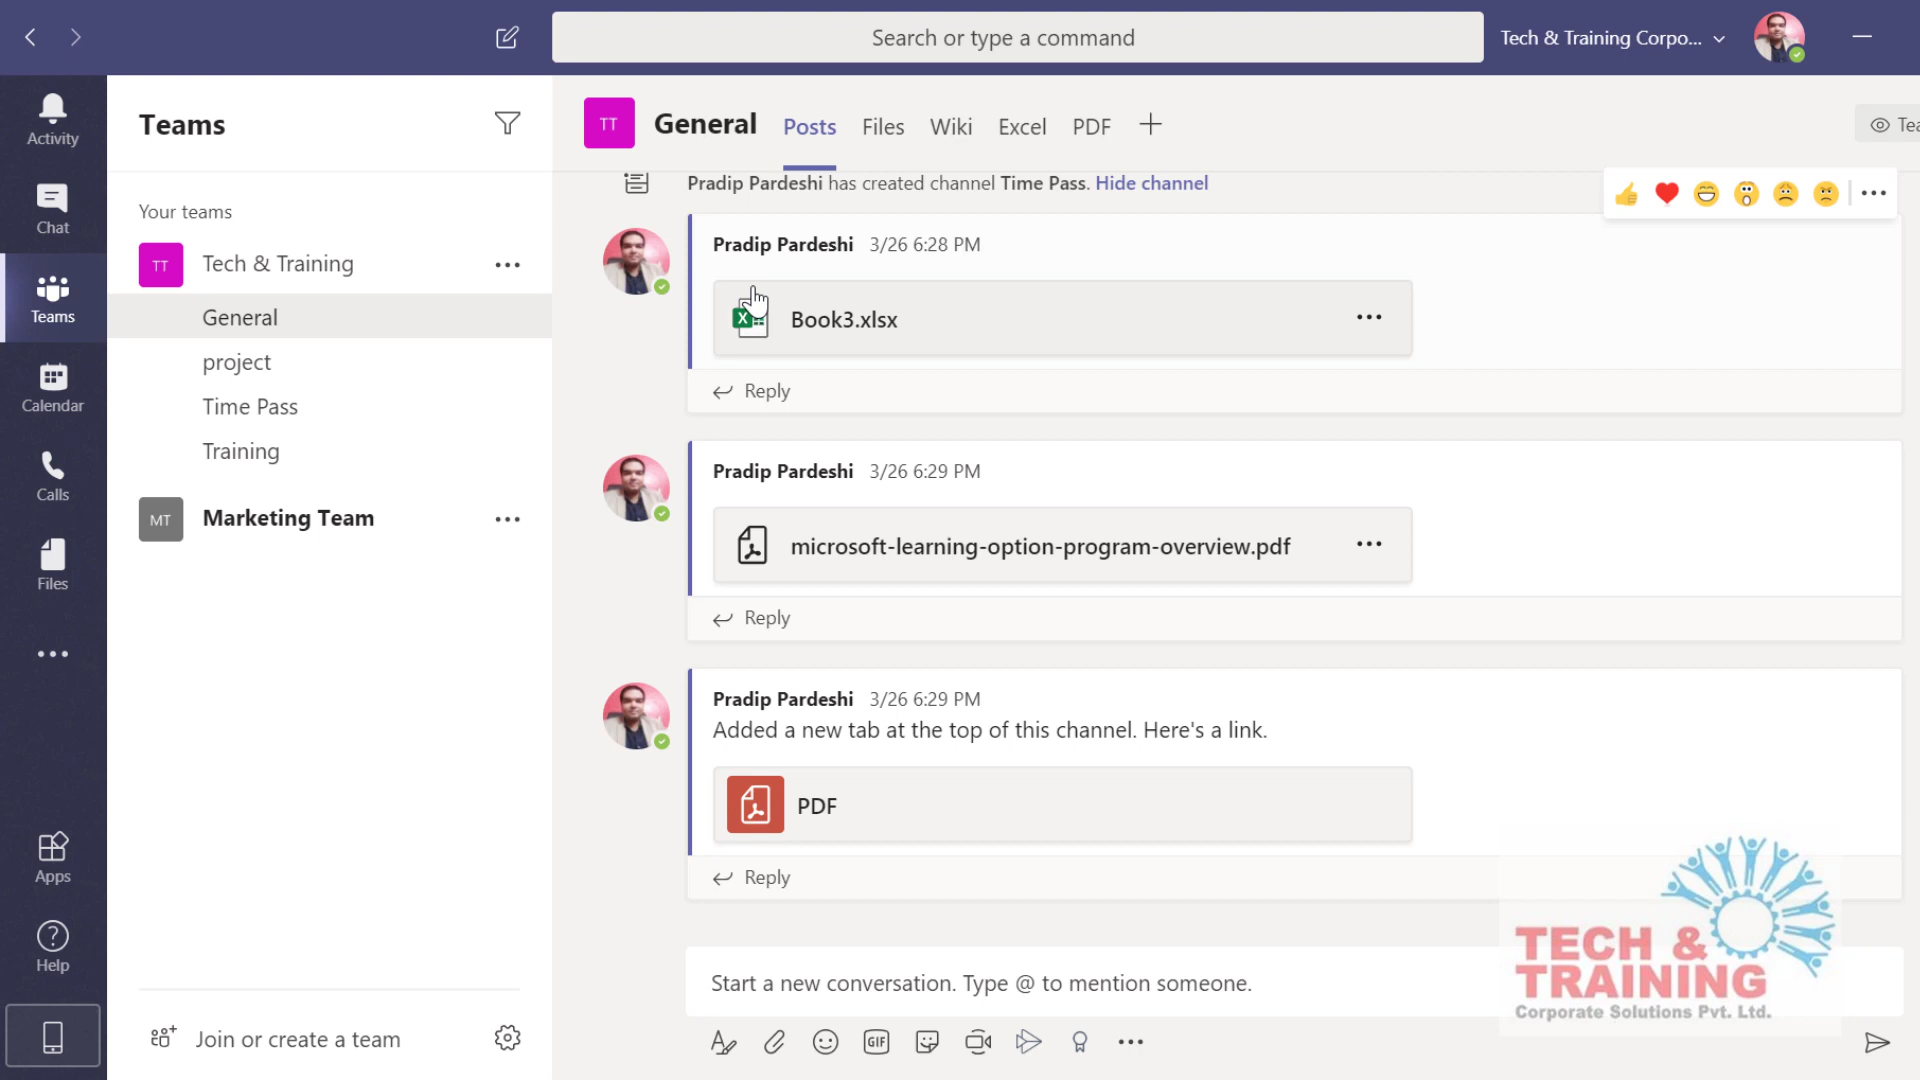 Search or type a command
Tech & Training Corpo...
Activity
Chat
Teams
Calendar
Calls
Files
Apps
Help
Teams
Your teams
TT
Tech & Training
General
project
Time Pass
Training
MT
Marketing Team
Join or create a team
TT
General
Posts
Files
Wiki
Excel
PDF
Tea
Pradip Pardeshi has created channel Time Pass. Hide channel
Pradip Pardeshi 3/26 6:28 PM
Book3.xlsx
Reply
Pradip Pardeshi 3/26 6:29 PM
microsoft-learning-option-program-overview.pdf
Reply
Pradip Pardeshi 3/26 6:29 PM
Added a new tab at the top of this channel. Here's a link.
PDF
Reply
Start a new conversation. Type @ to mention someone.
GIF
TECH &
TRAINING
Corporate Solutions Pvt. Ltd.